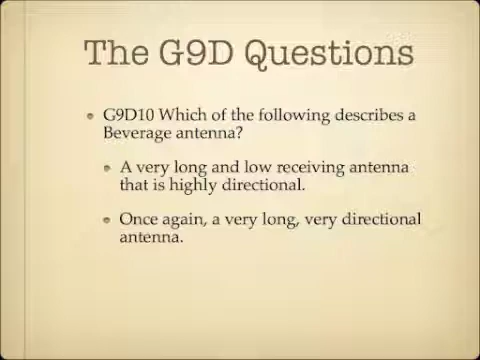 The G9D Questions
G9D10 Which of the following describes a
Beverage antenna?
A very long and low receiving antenna
that is highly directional.
Once again, a very long, very directional
antenna.